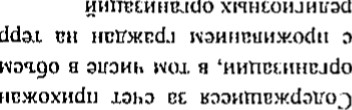 Содержащиеся за счет прихожан
организации, в том числе в объем
с проживанием граждан на терр
религиозных организаций